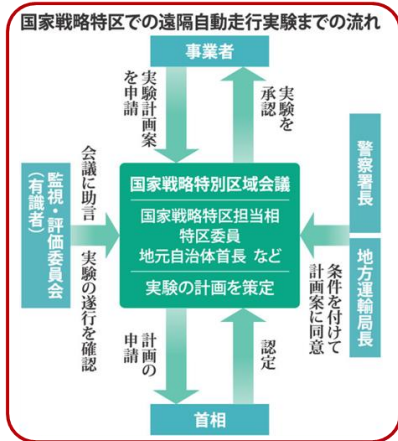 国家戦略特区での遠隔自動走行実験までの流れ
事業者
実験計画案
を申請
実験を
承認
監視・評価委員会
(有識者)
会議に助言
実験の遂行を確認
国家戦略特別区域会議
国家戦略特区担当相
特区委員
地元自治体首長 など
実験の計画を策定
警察署長
地方運輸局長
条件を付けて
計画案に同意
計画の
申請
認定
首相